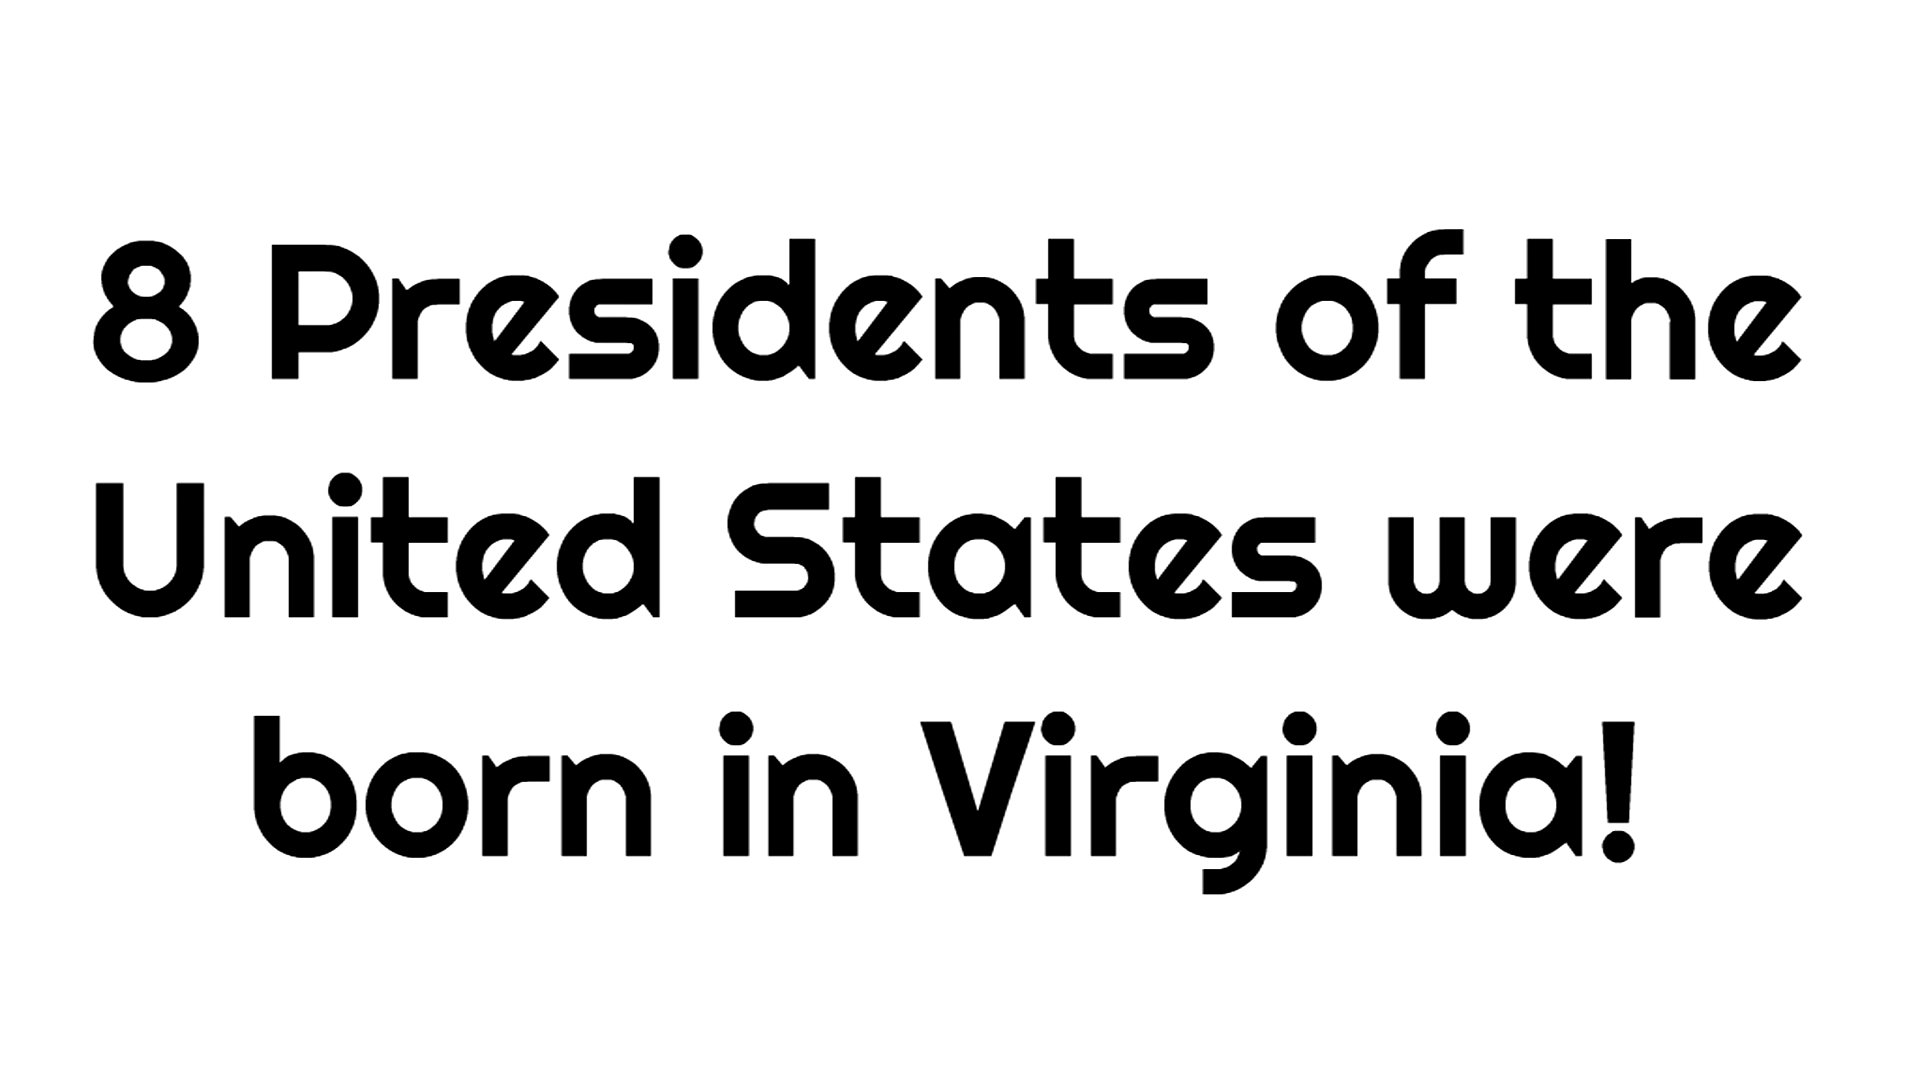 8 Presidents of the
United States were
born in Virginia!